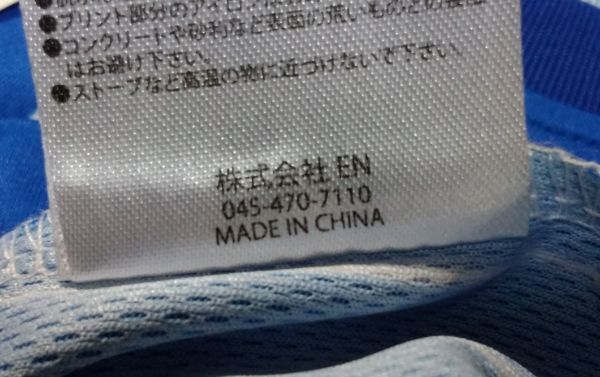 ●プリント部分のアイロン
●コンクリートや砂利など表面の荒いものとの
はお避け下さい。
●ストーブなど高温の物に近づけないで下さい。
株式会社 EN
045-470-7110
MADE IN CHINA